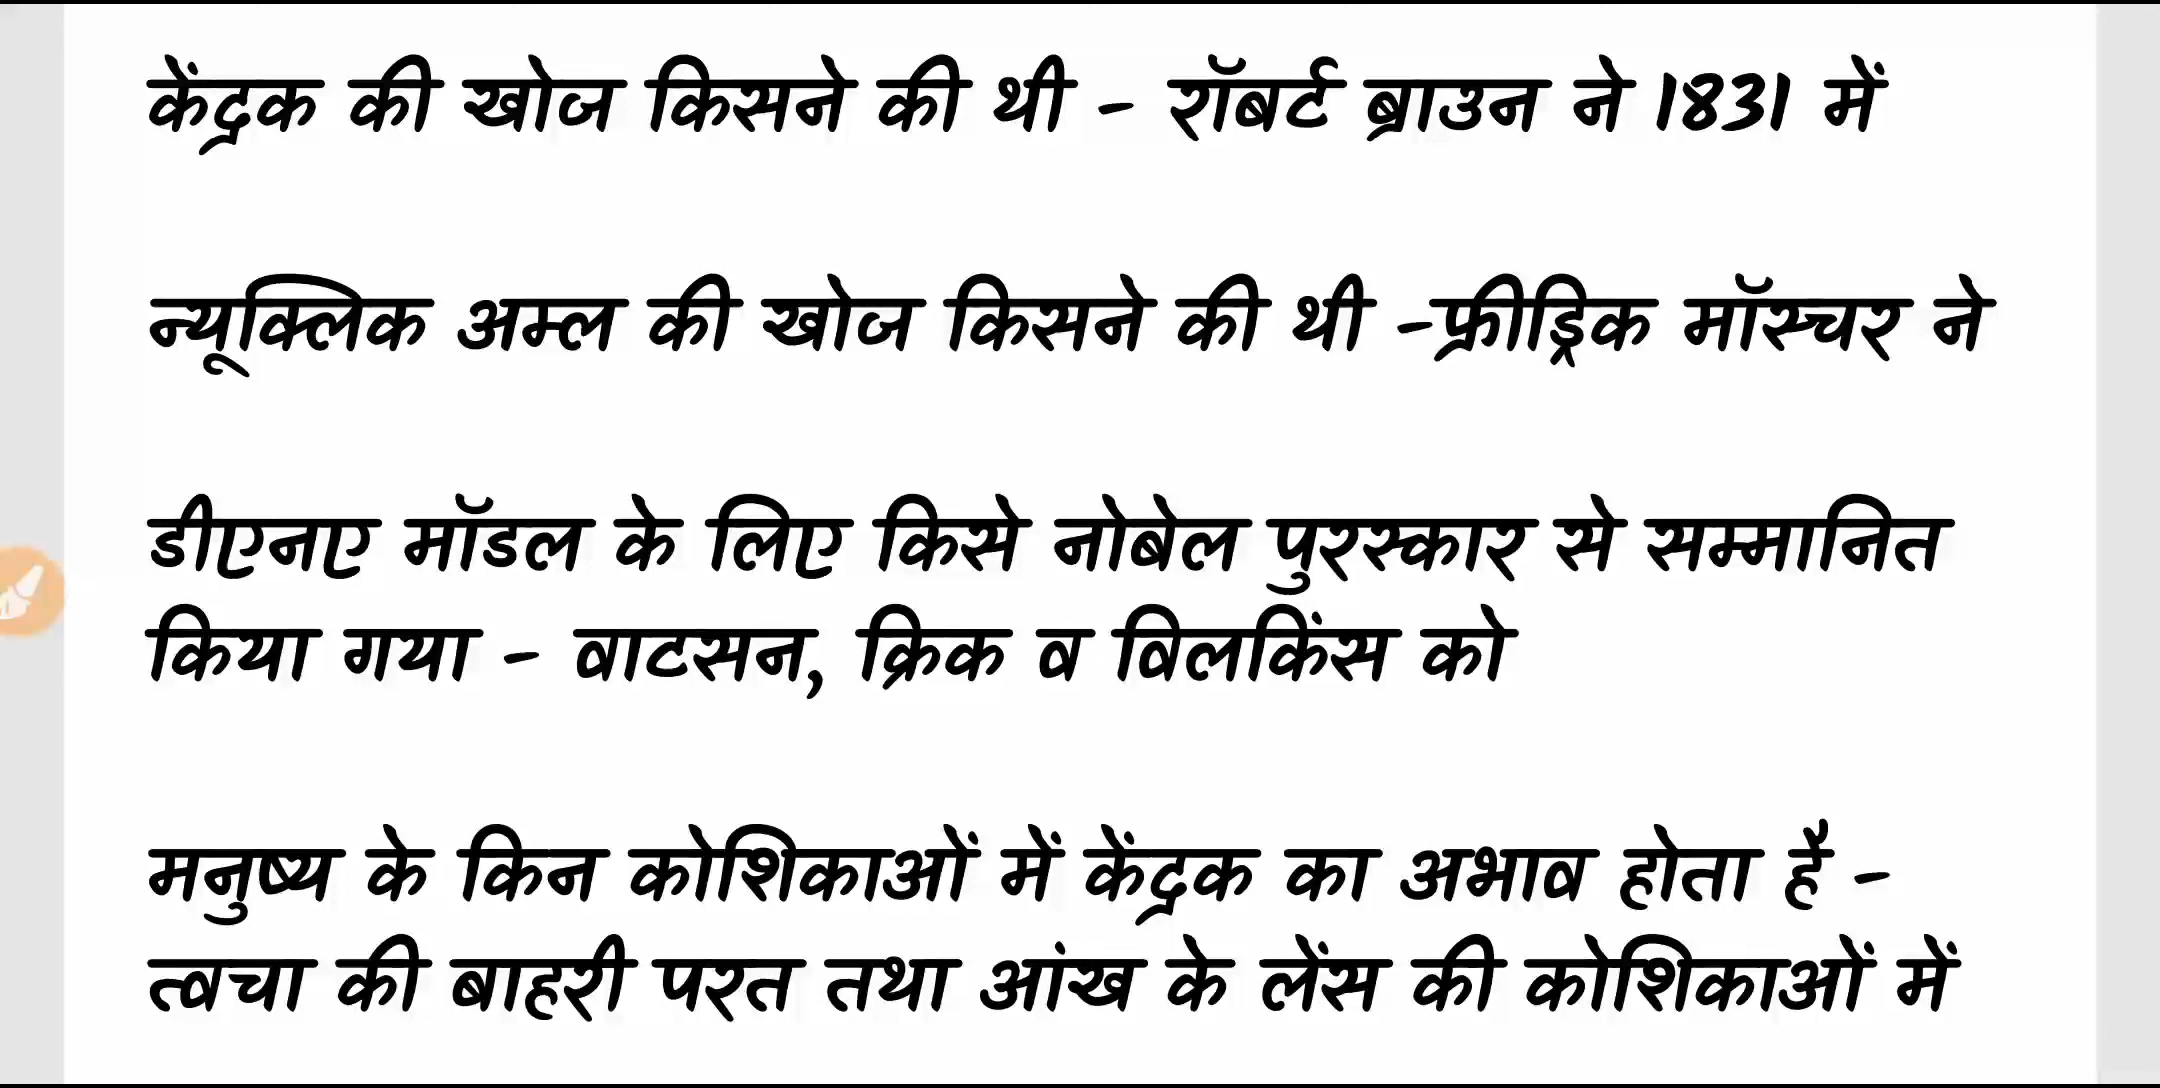 केंद्रक की खोज किसने की थी - रॉबर्ट ब्राउन ने 1831 में
न्यूक्लिक अम्ल की खोज किसने की थी -फ्रीड्रिक मॉस्चर ने
डीएनए मॉडल के लिए किसे नोबेल पुरस्कार से सम्मानित
किया गया - वाटसन, क्रिक व विलकिंस को
मनुष्य के किन कोशिकाओं में केंद्रक का अभाव होता है -
त्वचा की बाहरी परत तथा आंख के लेंस की कोशिकाओं में